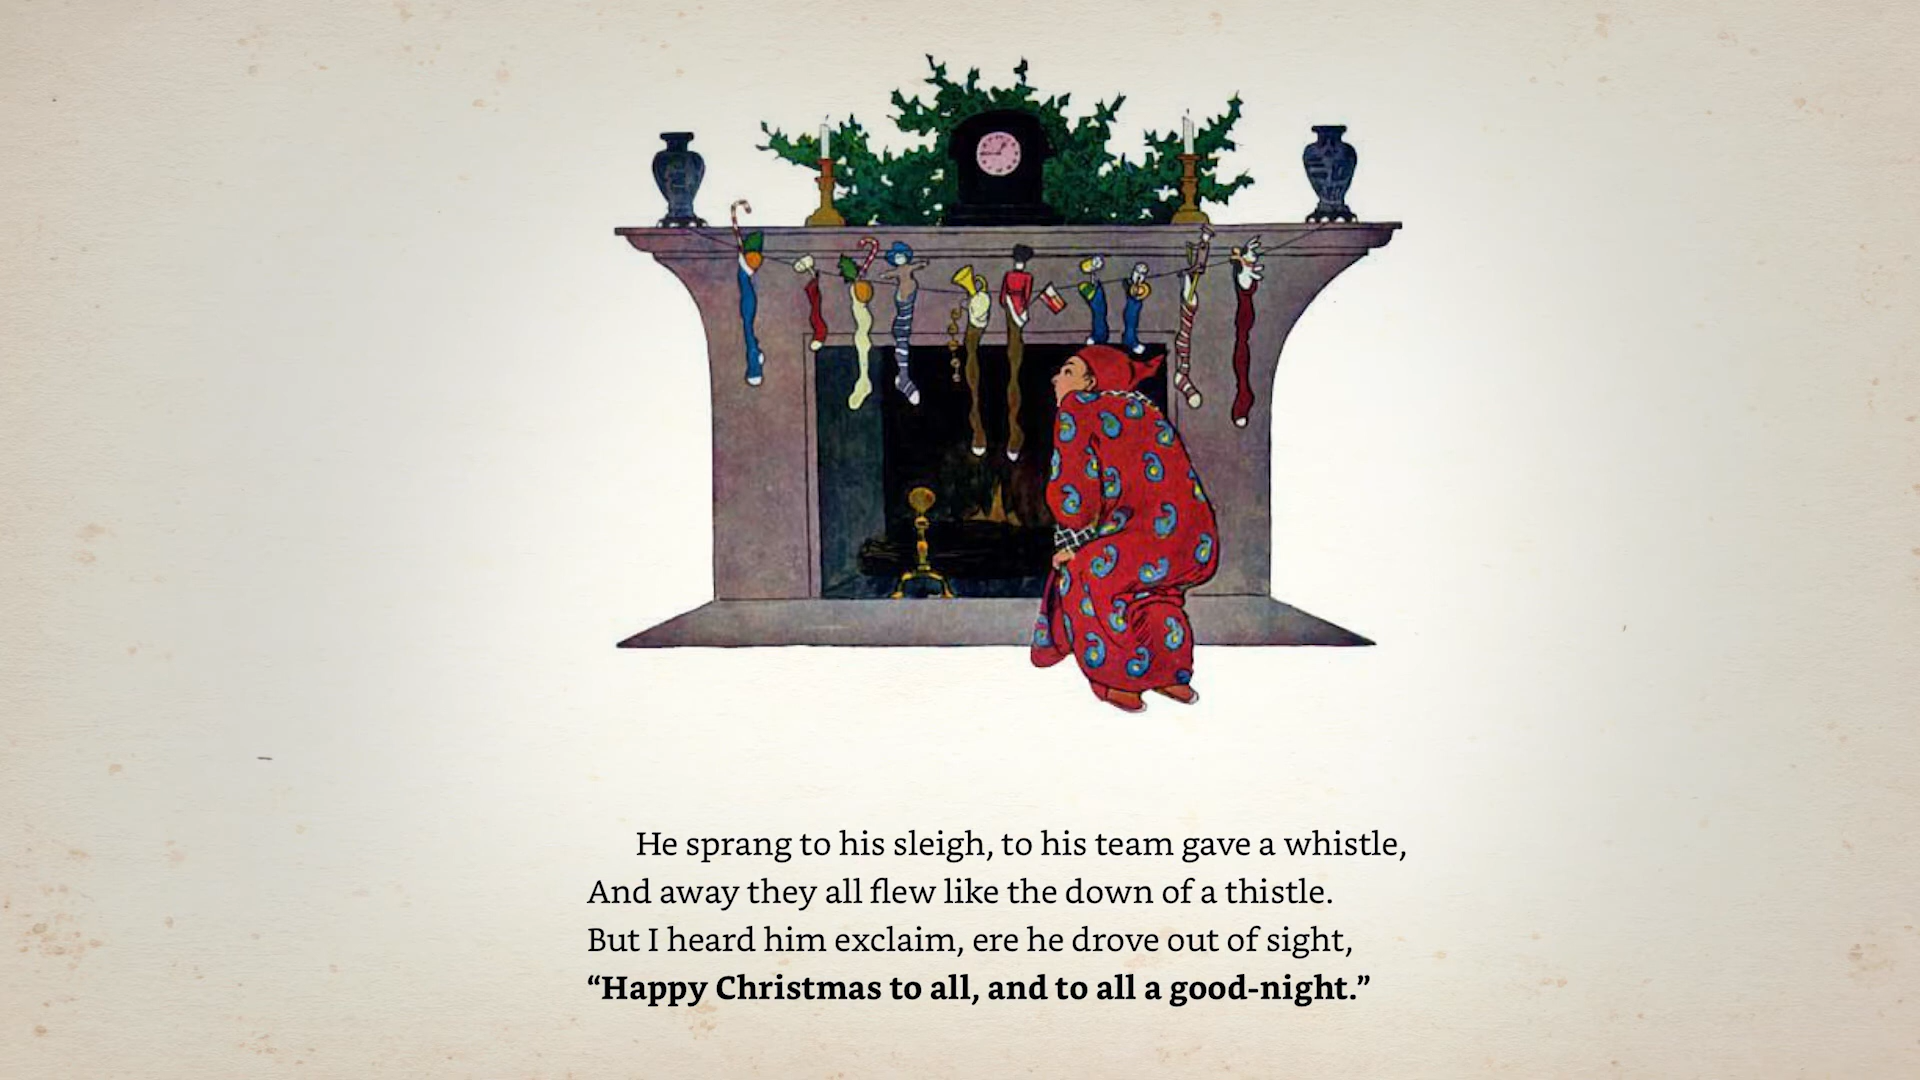 He sprang to his sleigh, to his team gave a whistle,
And away they all flew like the down of a thistle.
But I heard him exclaim, ere he drove out of sight,
“Happy Christmas to all, and to all a good-night.”